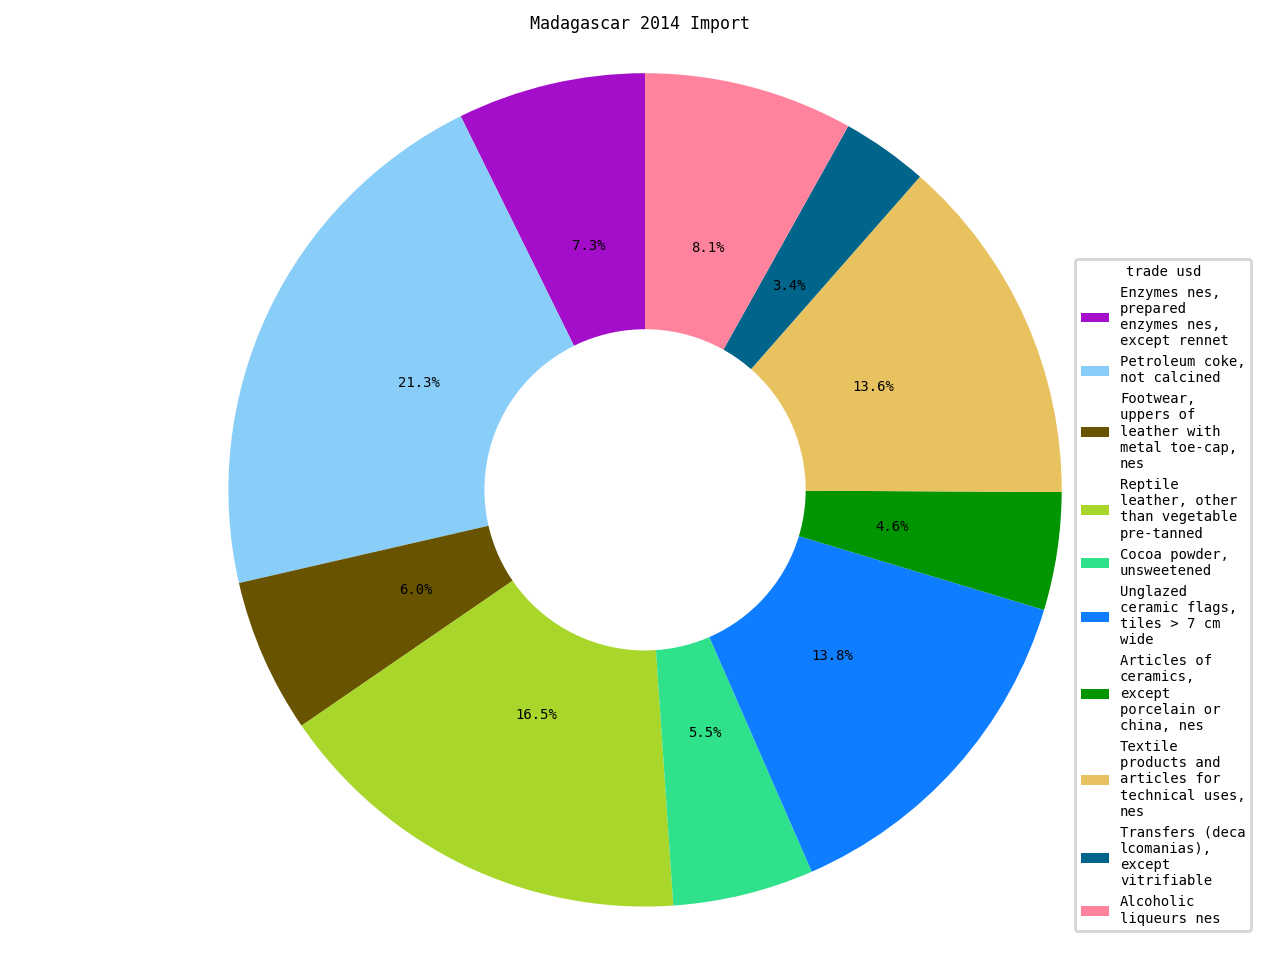 Madagascar 2014 Import
7.3%
8.1%
3.4%
21.3%
13.6%
4.6%
6.0%
13.8%
16.5%
5.5%
trade usd
Enzymes nes,
prepared
enzymes nes,
except rennet
Petroleum coke,
not calcined
Footwear,
uppers of
leather with
metal toe-cap,
nes
Reptile
leather, other
than vegetable
pre-tanned
Cocoa powder,
unsweetened
Unglazed
ceramic flags,
tiles > 7 cm
wide
Articles of
ceramics,
except
porcelain or
china, nes
Textile
products and
articles for
technical uses,
nes
Transfers (deca
lcomanias),
except
vitrifiable
Alcoholic
liqueurs nes